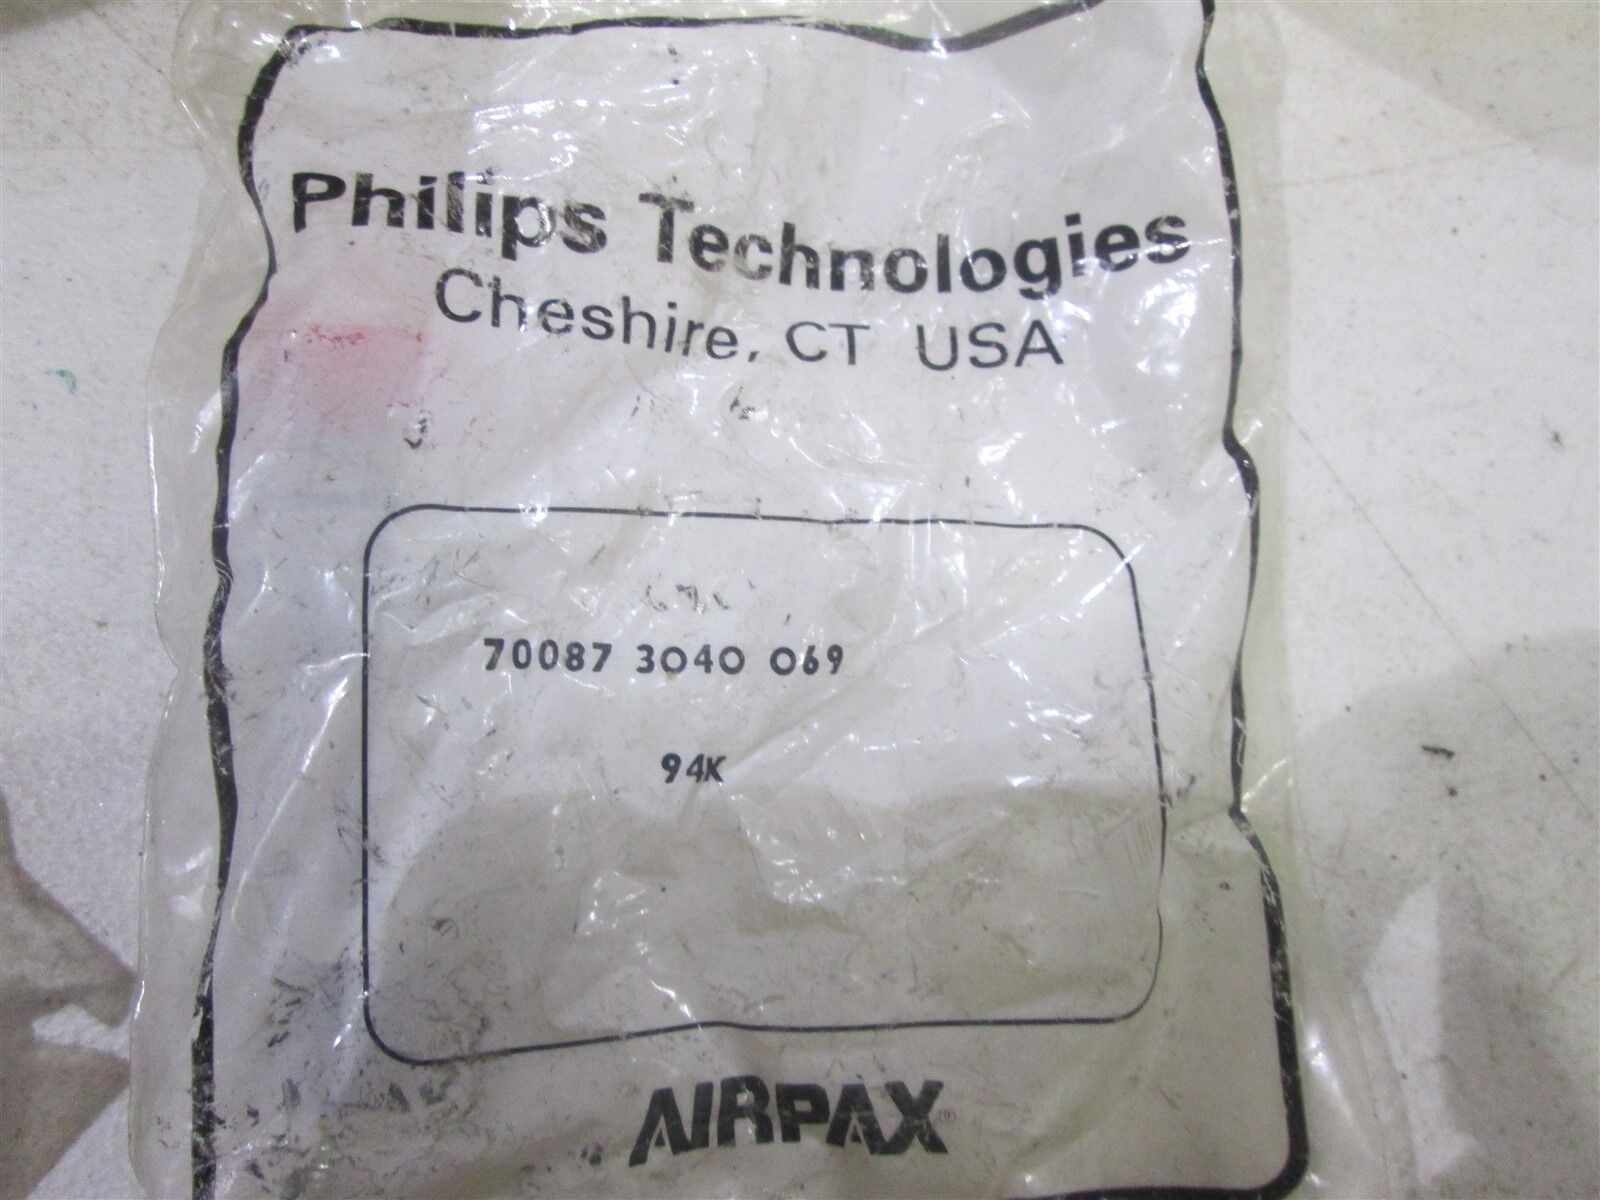 Philips Technologies
Cheshire, CT USA
70087 3040 069
94K
AIRPAX